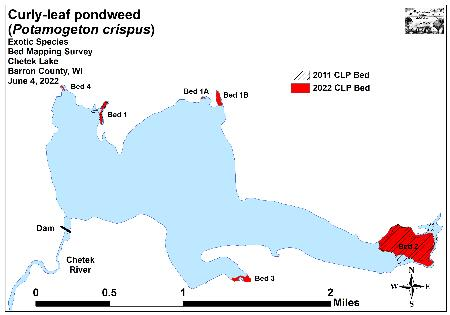 Curly-leaf pondweed
(Potamogeton crispus)
Exotic Species
Bed Mapping Survey
Chetek Lake
Barron County, WI
June 4, 2022
2011 CLP Bed
2022 CLP Bed
Bed 4
Bed 1
Bed 1A
Bed 1B
Bed 2
Dam
Chetek
River
Bed 3
N
W
E
S
0
0.5
1
2
Miles